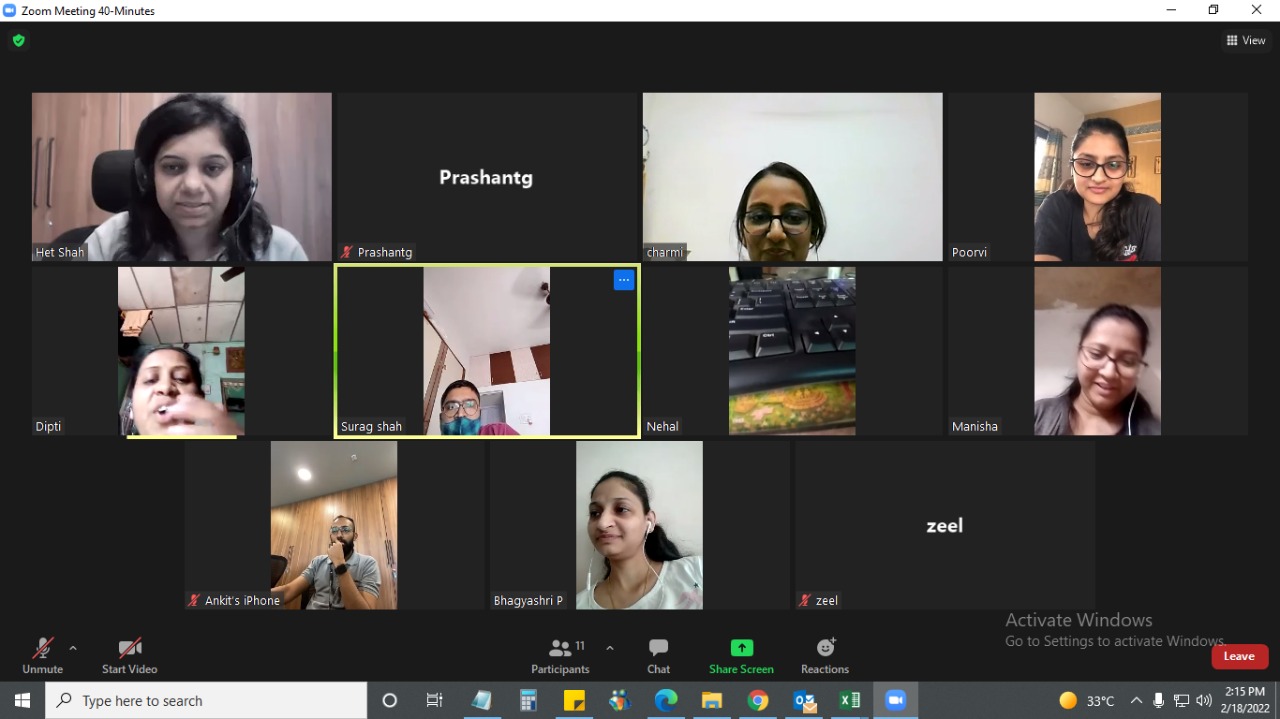 Zoom Meeting 40-Minutes
View
Het Shah
Prashantg
Prashantg
charmi
Poorvi
Dipti
Surag shah
Nehal
Manisha
Ankit's iPhone
Bhagyashri P
zeel
zeel
Activate Windows
Go to Settings to activate Windows.
Unmute
Start Video
Participants 11
Chat
Share Screen
Reactions
Leave
Type here to search
33°C
2:15 PM
2/18/2022